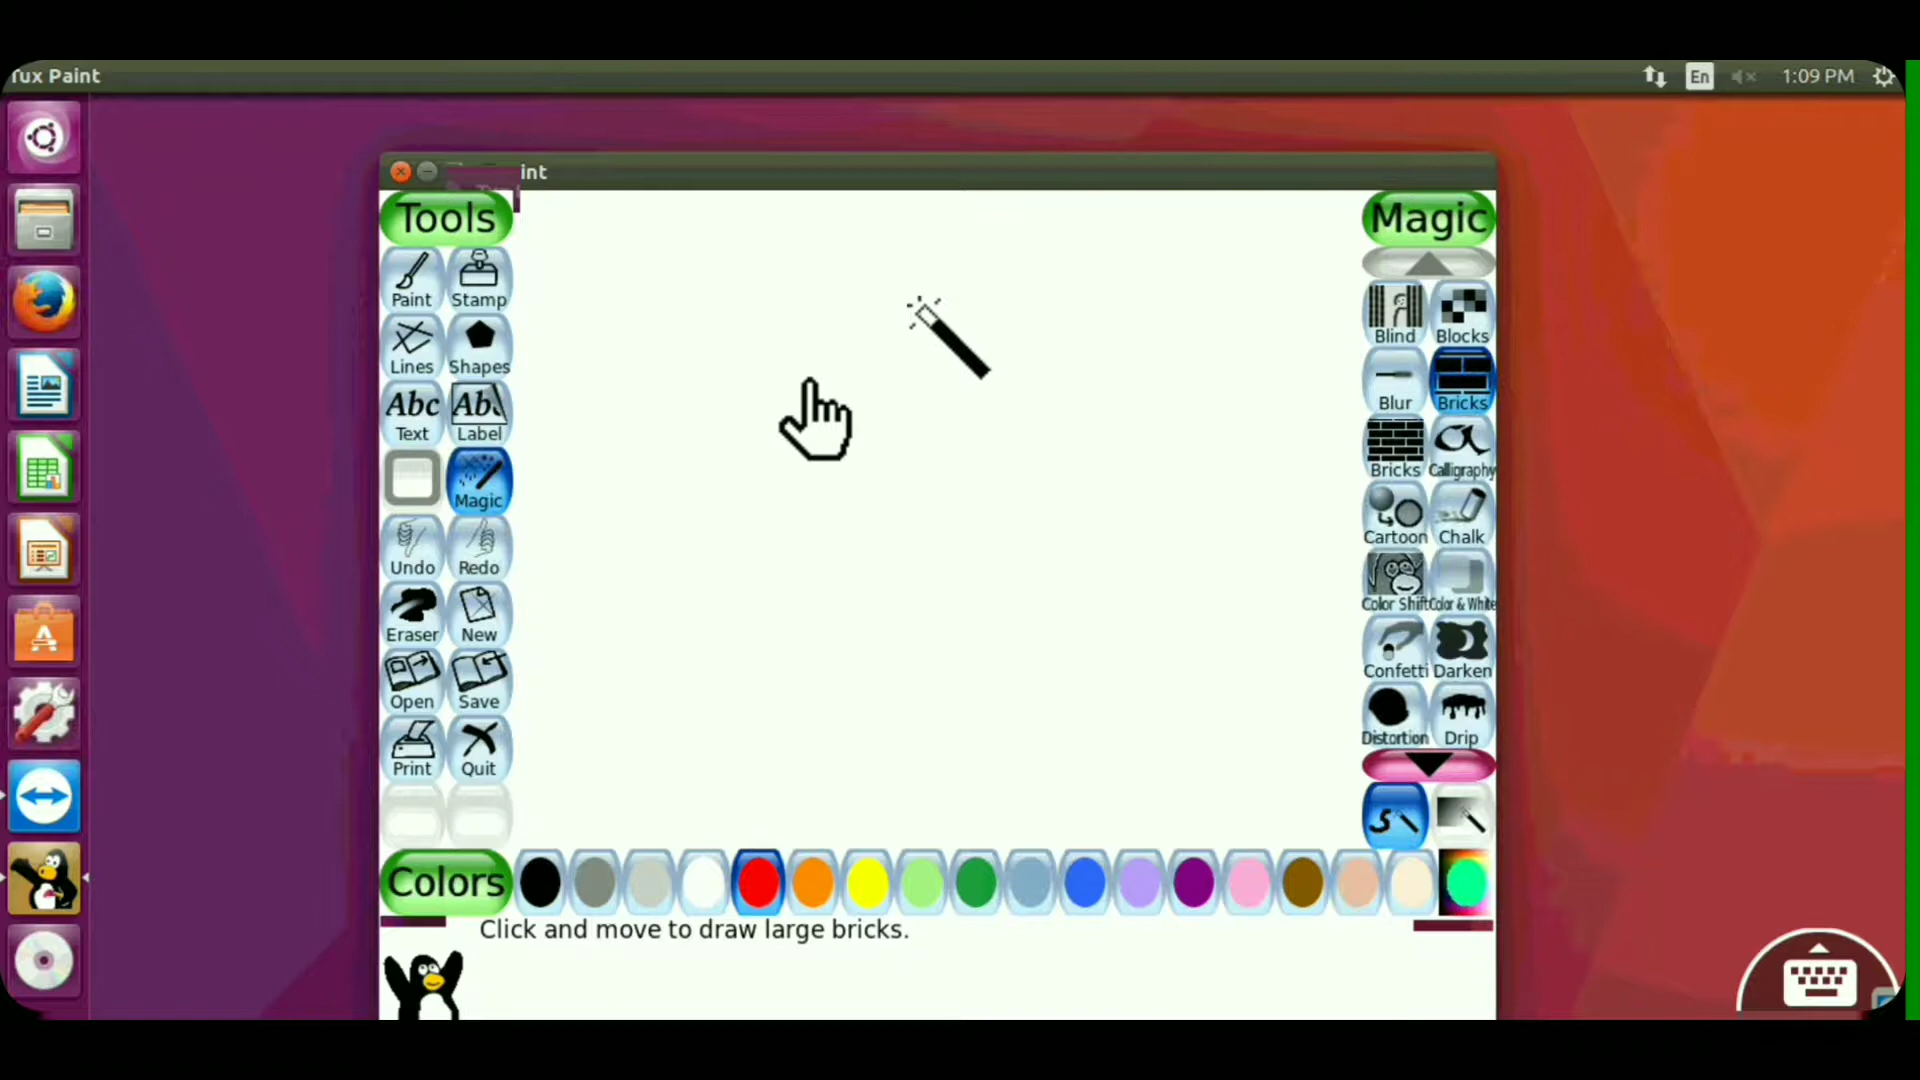 Tux Paint
En
1:09 PM
int
Tools
Magic
Paint Stamp
Blind Blocks
Lines Shapes
Blur Bricks
Abc Abc
Text Label
Bricks Calligraphy
Magic
Cartoon Chalk
Undo Redo
Color Shift Color & White
Eraser New
Confetti Darken
Open Save
Distortion Drip
Print Quit
Colors
Click and move to draw large bricks.